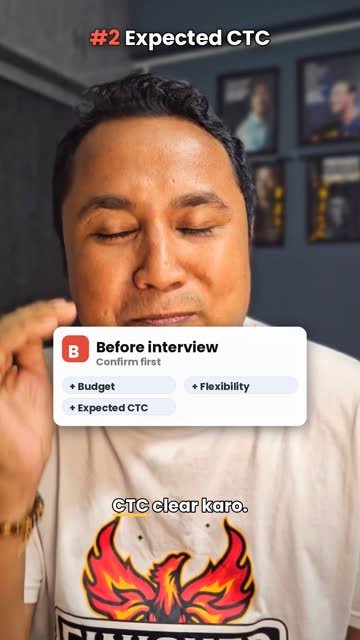 #2 Expected CTC
B
Before interview
Confirm first
+ Budget
+ Flexibility
+ Expected CTC
CTC clear karo.